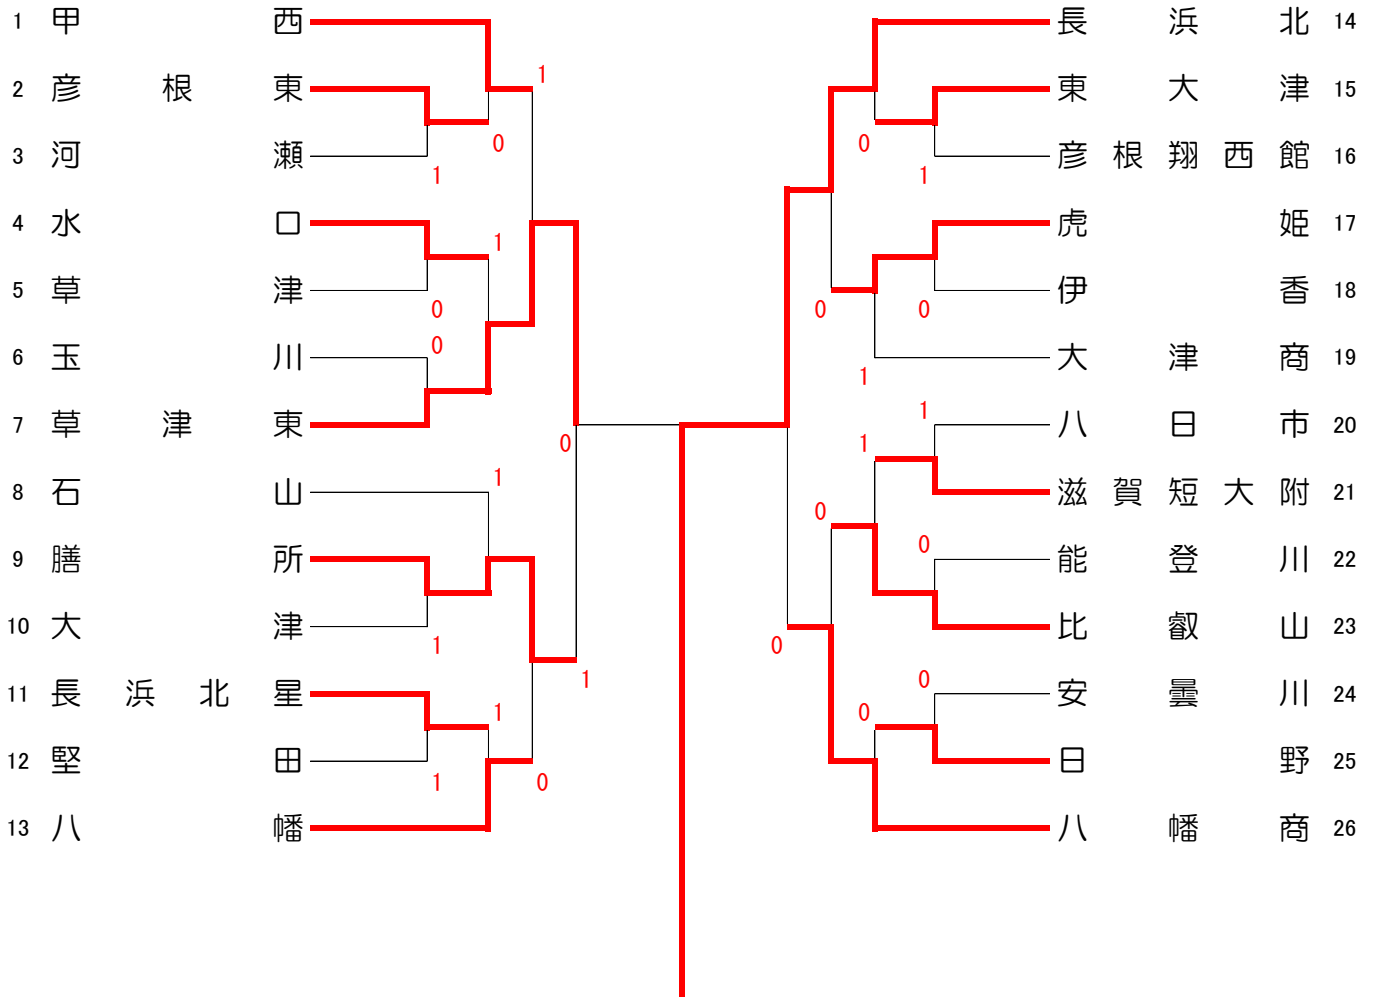 1 甲西
2 彦根東
3 河瀬
4 水口
5 草津
6 玉川
7 草津東
8 石山
9 膳所
10 大津
11 長浜北星
12 堅田
13 八幡
1
0
1
1
0
0
0
1
1
1
1
1
0
長浜北 14
東大津 15
彦根翔西館 16
虎姫 17
伊香 18
大津商 19
八日市 20
滋賀短大附 21
能登川 22
比叡山 23
安曇川 24
日野 25
八幡商 26
0
1
0
0
1
1
1
0
0
0
0
0